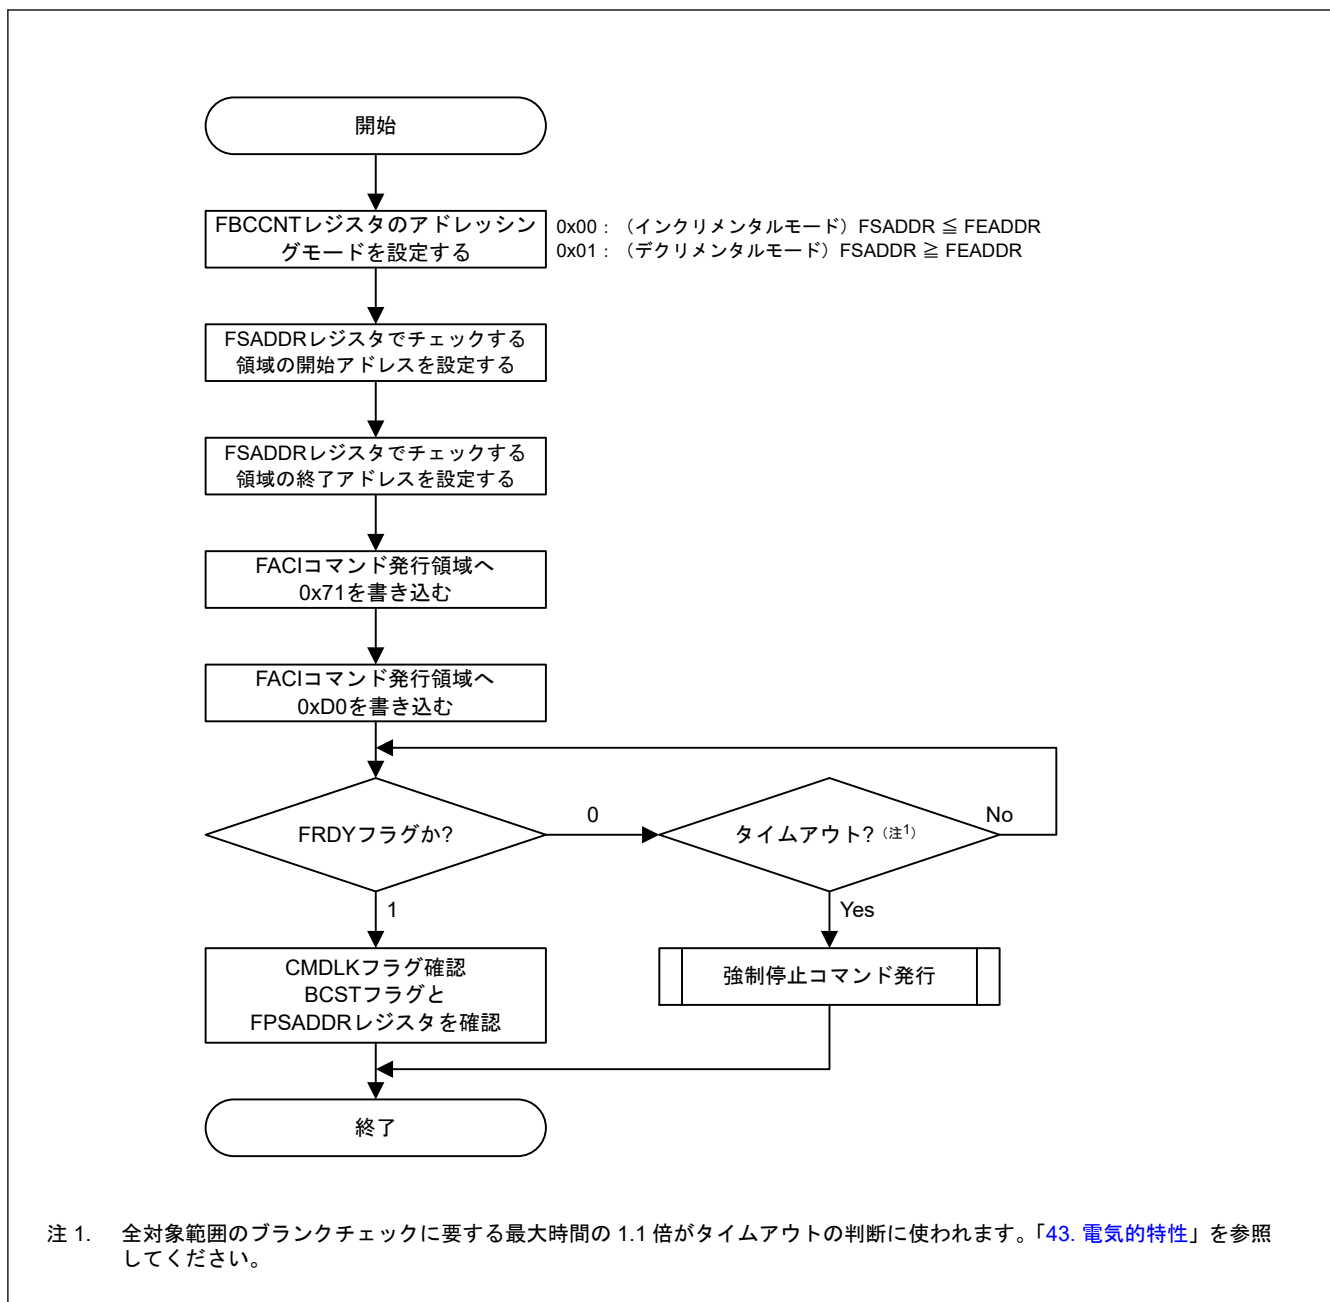 開始
FBCCNTレジスタのアドレッシン
グモードを設定する
0x00：（インクリメンタルモード）FSADDR ≦ FEADDR
0x01：（デクリメンタルモード）FSADDR ≧ FEADDR
FSADDRレジスタでチェックする
領域の開始アドレスを設定する
FSADDRレジスタでチェックする
領域の終了アドレスを設定する
FACIコマンド発行領域へ
0x71を書き込む
FACIコマンド発行領域へ
0xD0を書き込む
FRDYフラグか?
0
タイムアウト?（注1）
No
1
Yes
CMDLKフラグ確認
BCSTフラグと
FPSADDRレジスタを確認
強制停止コマンド発行
終了
注 1. 全対象範囲のブランクチェックに要する最大時間の 1.1 倍がタイムアウトの判断に使われます。「43. 電気的特性」を参照
してください。